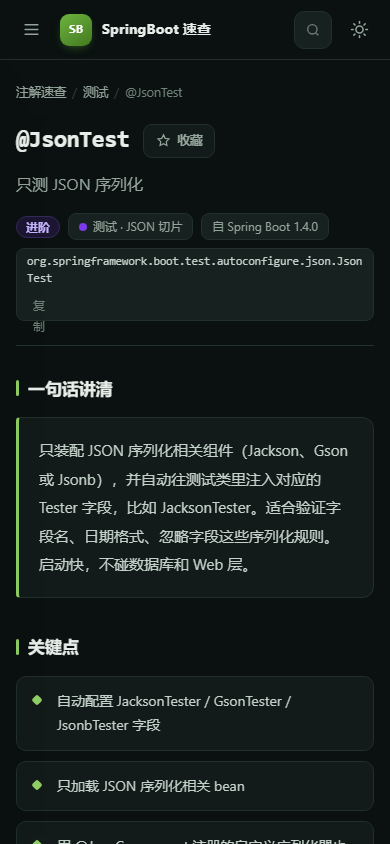 SB SpringBoot 速查
注解速查 / 测试 / @JsonTest
@JsonTest 收藏
只测 JSON 序列化
进阶 测试 · JSON 切片 自 Spring Boot 1.4.0
org.springframework.boot.test.autoconfigure.json.Json
Test
复
制
一句话讲清
只装配 JSON 序列化相关组件（Jackson、Gson
或 Jsonb），并自动往测试类里注入对应的
Tester 字段，比如 JacksonTester。适合验证字
段名、日期格式、忽略字段这些序列化规则。
启动快，不碰数据库和 Web 层。
关键点
自动配置 JacksonTester / GsonTester /
JsonbTester 字段
只加载 JSON 序列化相关 bean